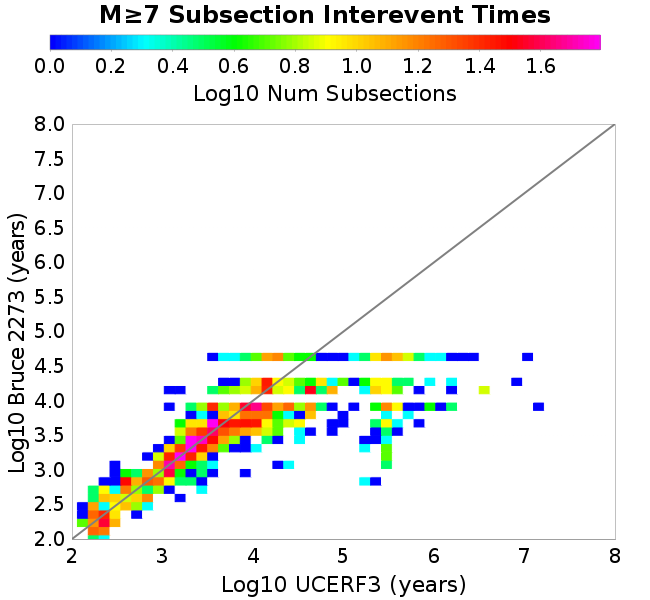 M≥7 Subsection Interevent Times
0.0 0.2 0.4 0.6 0.8 1.0 1.2 1.4 1.6
Log10 Num Subsections
8.0
7.5
7.0
6.5
6.0
5.5
5.0
4.5
4.0
3.5
3.0
2.5
2.0
Log10 Bruce 2273 (years)
2 3 4 5 6 7 8
Log10 UCERF3 (years)